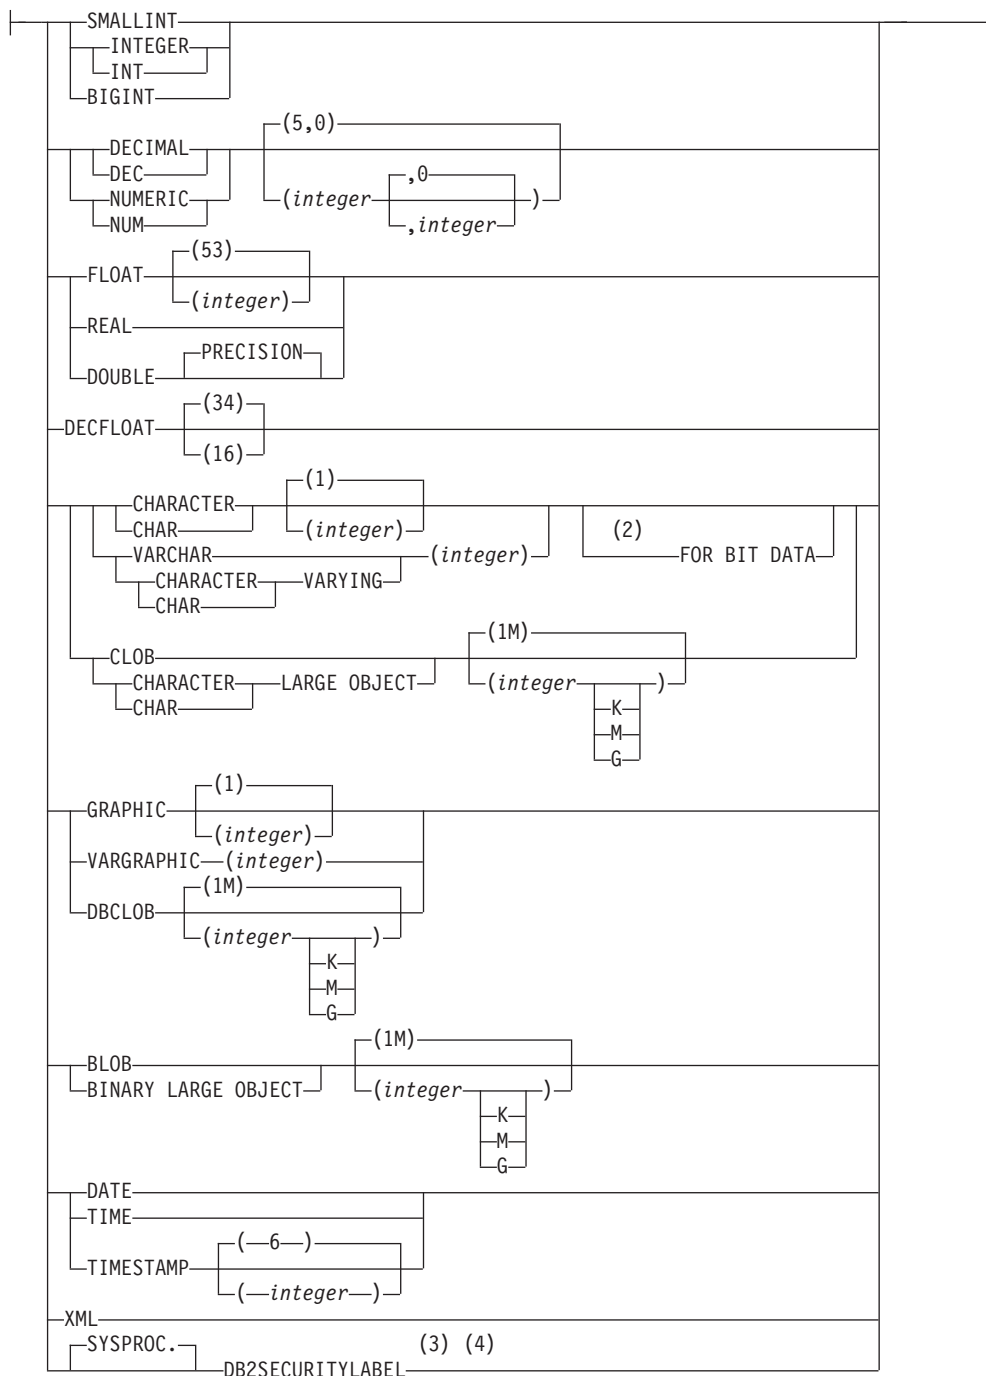 SMALLINT
INTEGER
INT
BIGINT
(5,0)
DECIMAL
DEC
,0
NUMERIC
(integer )
NUM
,integer
(53)
FLOAT
(integer)
REAL
PRECISION
DOUBLE
(34)
DECFLOAT
(16)
(1)
CHARACTER
CHAR
(integer)
(2)
VARCHAR
(integer)
FOR BIT DATA
CHARACTER VARYING
CHAR
(1M)
CLOB
CHARACTER LARGE OBJECT
(integer )
CHAR
K
M
G
(1)
GRAPHIC
(integer)
VARGRAPHIC (integer)
(1M)
DBCLOB
(integer )
K
M
G
(1M)
BLOB
BINARY LARGE OBJECT
(integer )
K
M
G
DATE
TIME
( 6 )
TIMESTAMP
( integer )
XML
SYSPROC.
(3) (4)
DB2SECURITYLABEL